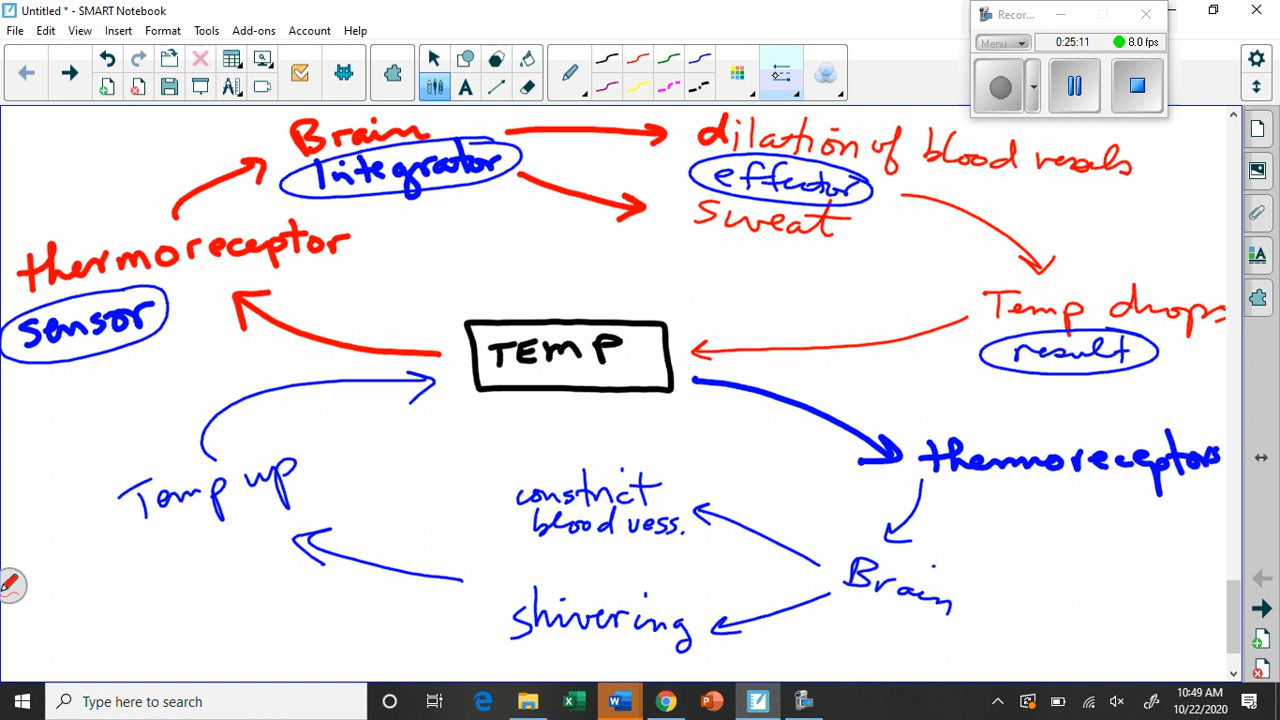 Untitled * - SMART Notebook
Recor...
File Edit View Insert Format Tools Add-ons Account Help
Menu
0:25:11
8.0 fps
Brain
Integrator
dilation of blood vessals
effector
sweat
thermoreceptor
sensor
Temp drops
result
TEMP
thermoreceptors
Temp up
constrict
blood vess.
Brain
shivering
Type here to search
10:49 AM
10/22/2020